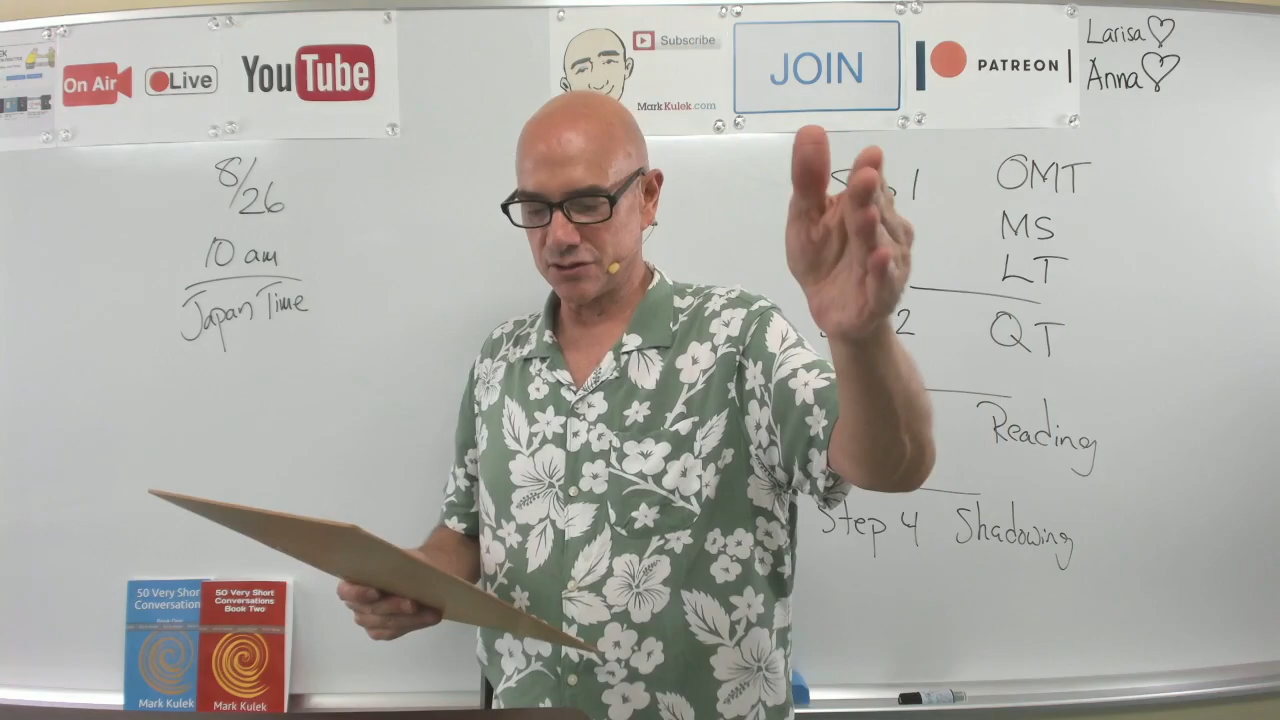 On Air
Live
YouTube
Subscribe
MarkKulek.com
JOIN
PATREON
Larisa♡
Anna♡
8/26
10 am
Japan Time
1 OMT
MS
LT
2 QT
Reading
Step 4 Shadowing
50 Very Short
Conversation
Mark Kulek
50 Very Short
Conversations
Book Two
Mark Kulek